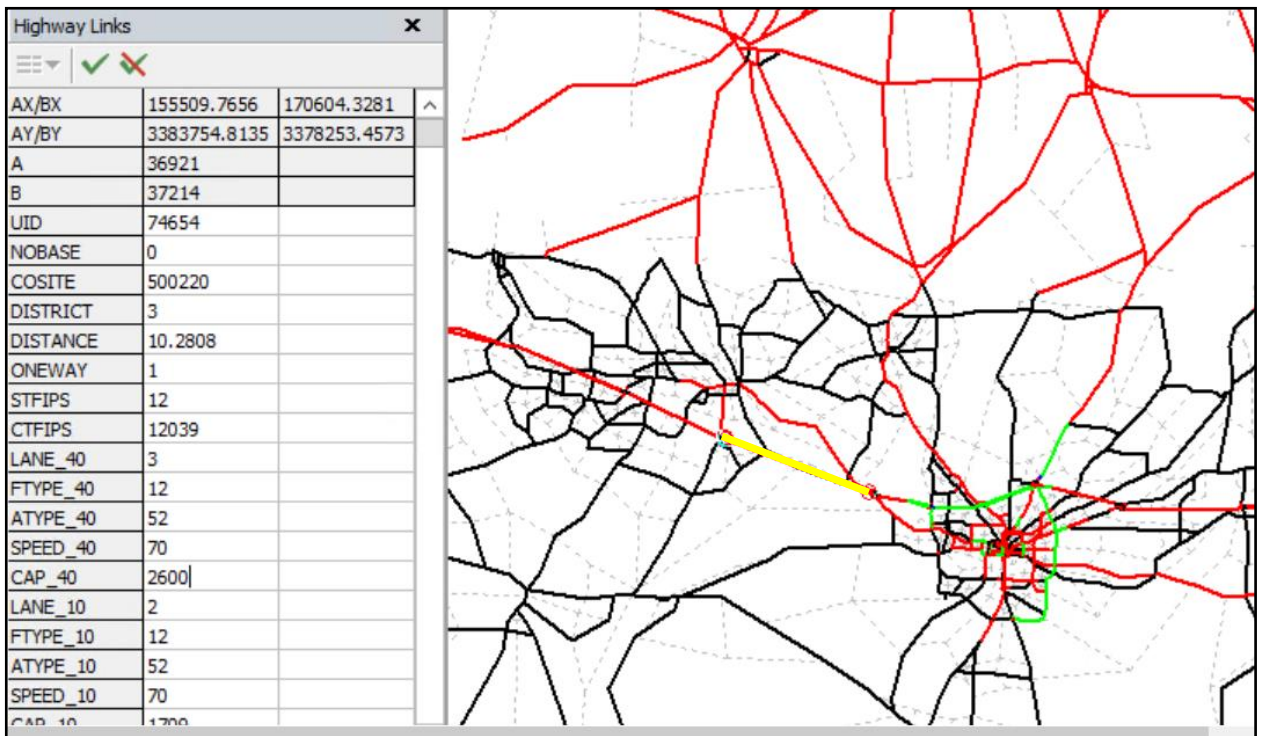 Highway Links
AX/BX 155509.7656 170604.3281
AY/BY 3383754.8135 3378253.4573
A 36921
B 37214
UID 74654
NOBASE 0
COSITE 500220
DISTRICT 3
DISTANCE 10.2808
ONEWAY 1
STFIPS 12
CTFIPS 12039
LANE_40 3
FTYPE_40 12
ATYPE_40 52
SPEED_40 70
CAP_40 2600
LANE_10 2
FTYPE_10 12
ATYPE_10 52
SPEED_10 70
CAP_10 1709